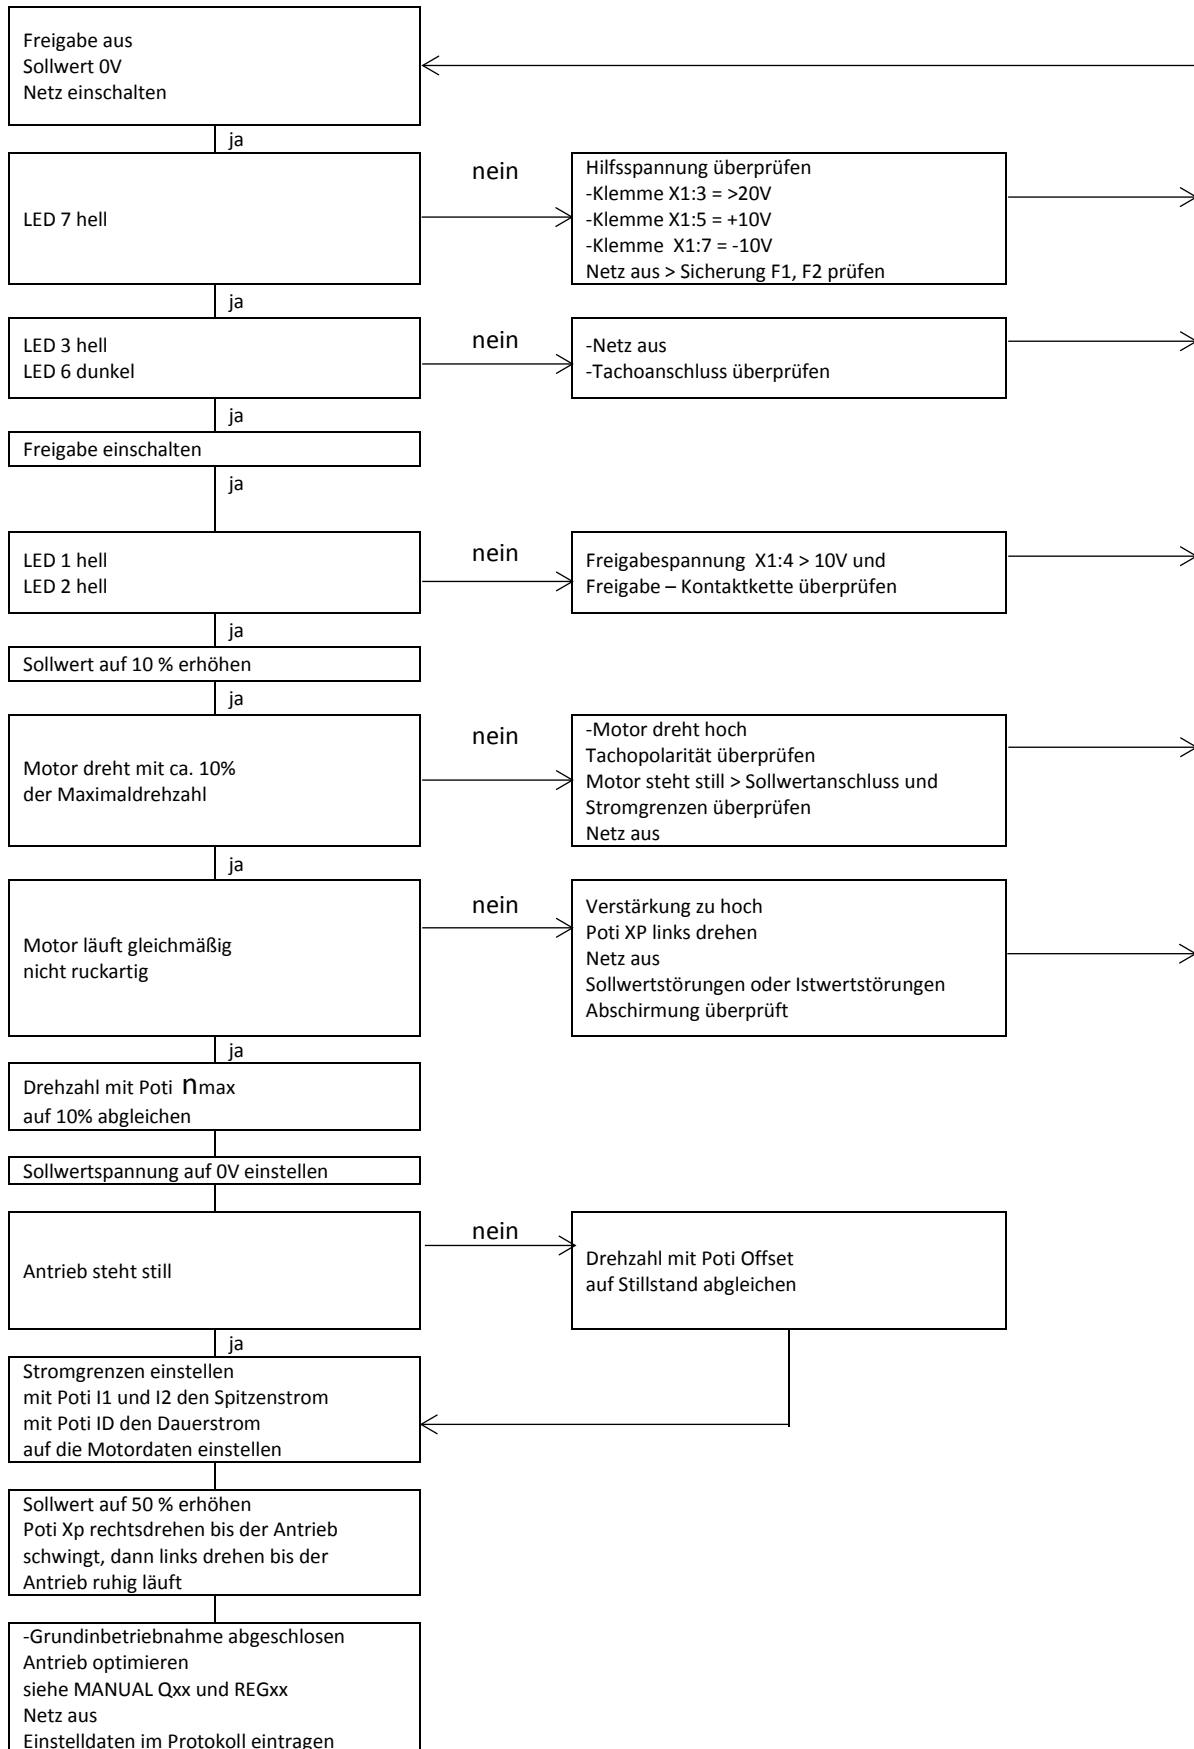 Freigabe aus
Sollwert 0V
Netz einschalten
ja
LED 7 hell
nein
Hilfsspannung überprüfen
-Klemme X1:3 = >20V
-Klemme X1:5 = +10V
-Klemme X1:7 = -10V
Netz aus > Sicherung F1, F2 prüfen
ja
LED 3 hell
LED 6 dunkel
nein
-Netz aus
-Tachoanschluss überprüfen
ja
Freigabe einschalten
ja
LED 1 hell
LED 2 hell
nein
Freigabespannung X1:4 > 10V und
Freigabe – Kontaktkette überprüfen
ja
Sollwert auf 10 % erhöhen
ja
Motor dreht mit ca. 10%
der Maximaldrehzahl
nein
-Motor dreht hoch
Tachopolarität überprüfen
Motor steht still > Sollwertanschluss und
Stromgrenzen überprüfen
Netz aus
ja
Motor läuft gleichmäßig
nicht ruckartig
nein
Verstärkung zu hoch
Poti XP links drehen
Netz aus
Sollwertstörungen oder Istwertstörungen
Abschirmung überprüft
ja
Drehzahl mit Poti nmax
auf 10% abgleichen
Sollwertspannung auf 0V einstellen
Antrieb steht still
nein
Drehzahl mit Poti Offset
auf Stillstand abgleichen
ja
Stromgrenzen einstellen
mit Poti I1 und I2 den Spitzenstrom
mit Poti ID den Dauerstrom
auf die Motordaten einstellen
Sollwert auf 50 % erhöhen
Poti Xp rechtsdrehen bis der Antrieb
schwingt, dann links drehen bis der
Antrieb ruhig läuft
-Grundinbetriebnahme abgeschlosen
Antrieb optimieren
siehe MANUAL Qxx und REGxx
Netz aus
Einstelldaten im Protokoll eintragen